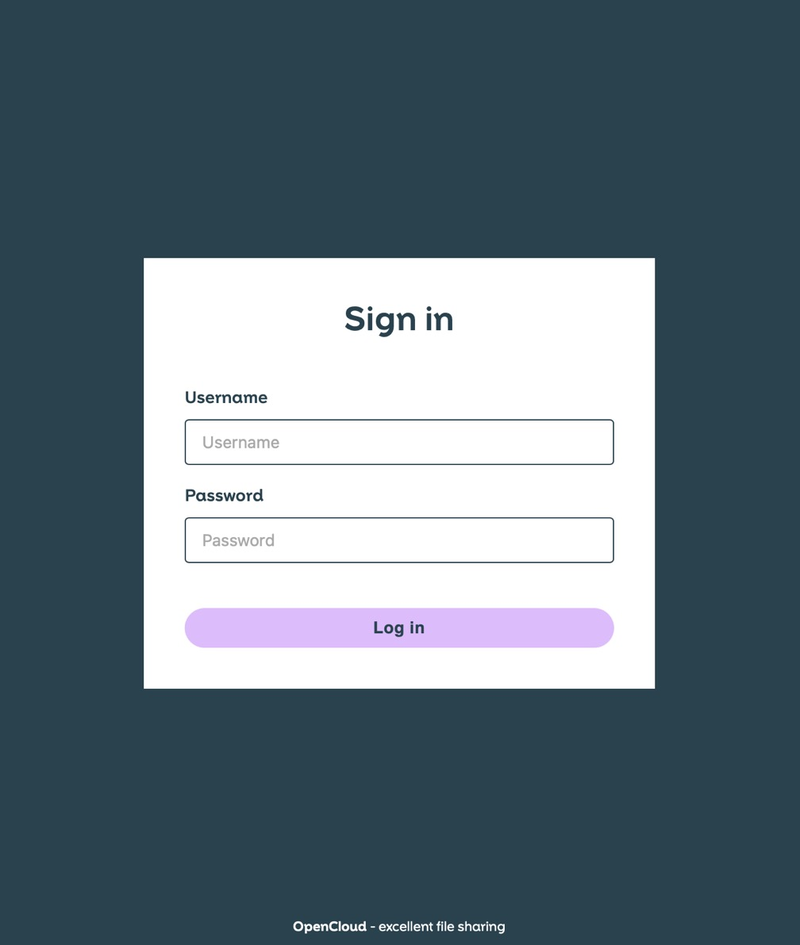 Sign in
Username
Username
Password
Password
Log in
OpenCloud - excellent file sharing